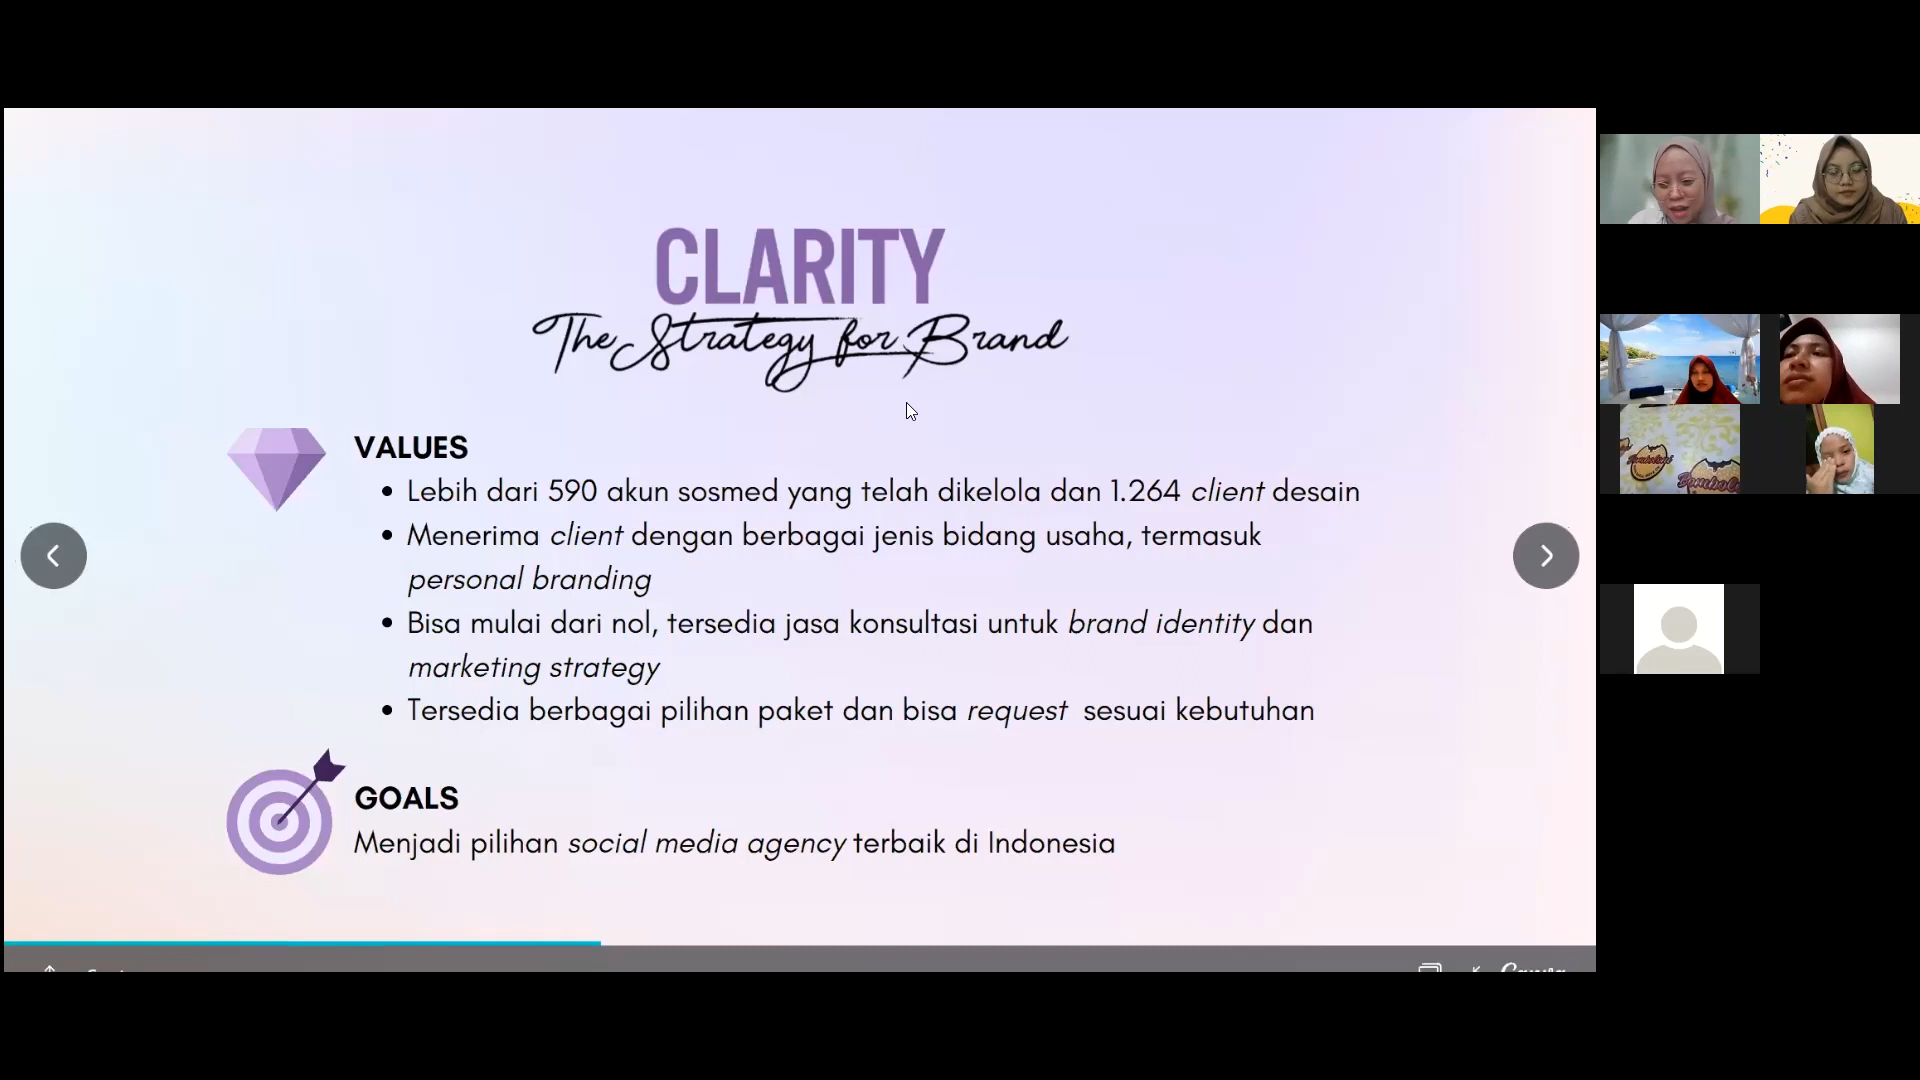 CLARITY
The Strategy for Brand
VALUES
• Lebih dari 590 akun sosmed yang telah dikelola dan 1.264 client desain
• Menerima client dengan berbagai jenis bidang usaha, termasuk
personal branding
• Bisa mulai dari nol, tersedia jasa konsultasi untuk brand identity dan
marketing strategy
• Tersedia berbagai pilihan paket dan bisa request sesuai kebutuhan
GOALS
Menjadi pilihan social media agency terbaik di Indonesia
Canva